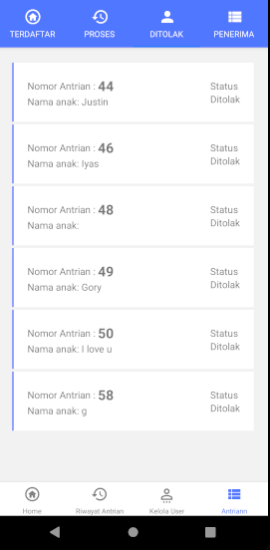 TERDAFTAR PROSES DITOLAK PENERIMA
Nomor Antrian : 44 Status
Nama anak: Justin Ditolak
Nomor Antrian : 46 Status
Nama anak: Iyas Ditolak
Nomor Antrian : 48 Status
Nama anak: Ditolak
Nomor Antrian : 49 Status
Nama anak: Gory Ditolak
Nomor Antrian : 50 Status
Nama anak: I love u Ditolak
Nomor Antrian : 58 Status
Nama anak: g Ditolak
Home Riwayat Antrian Kelola User Antriann